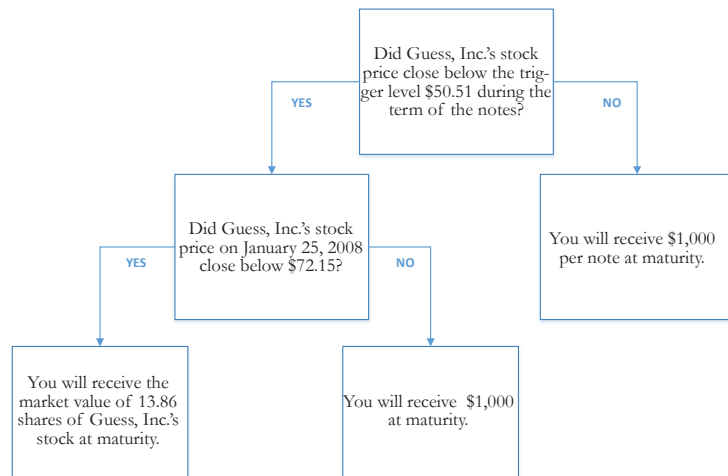 Did Guess, Inc.'s stock
price close below the trig-
ger level $50.51 during the
term of the notes?
YES
NO
Did Guess, Inc.'s stock
price on January 25, 2008
close below $72.15?
You will receive $1,000
per note at maturity.
YES
NO
You will receive the
market value of 13.86
shares of Guess, Inc.'s
stock at maturity.
You will receive $1,000
at maturity.